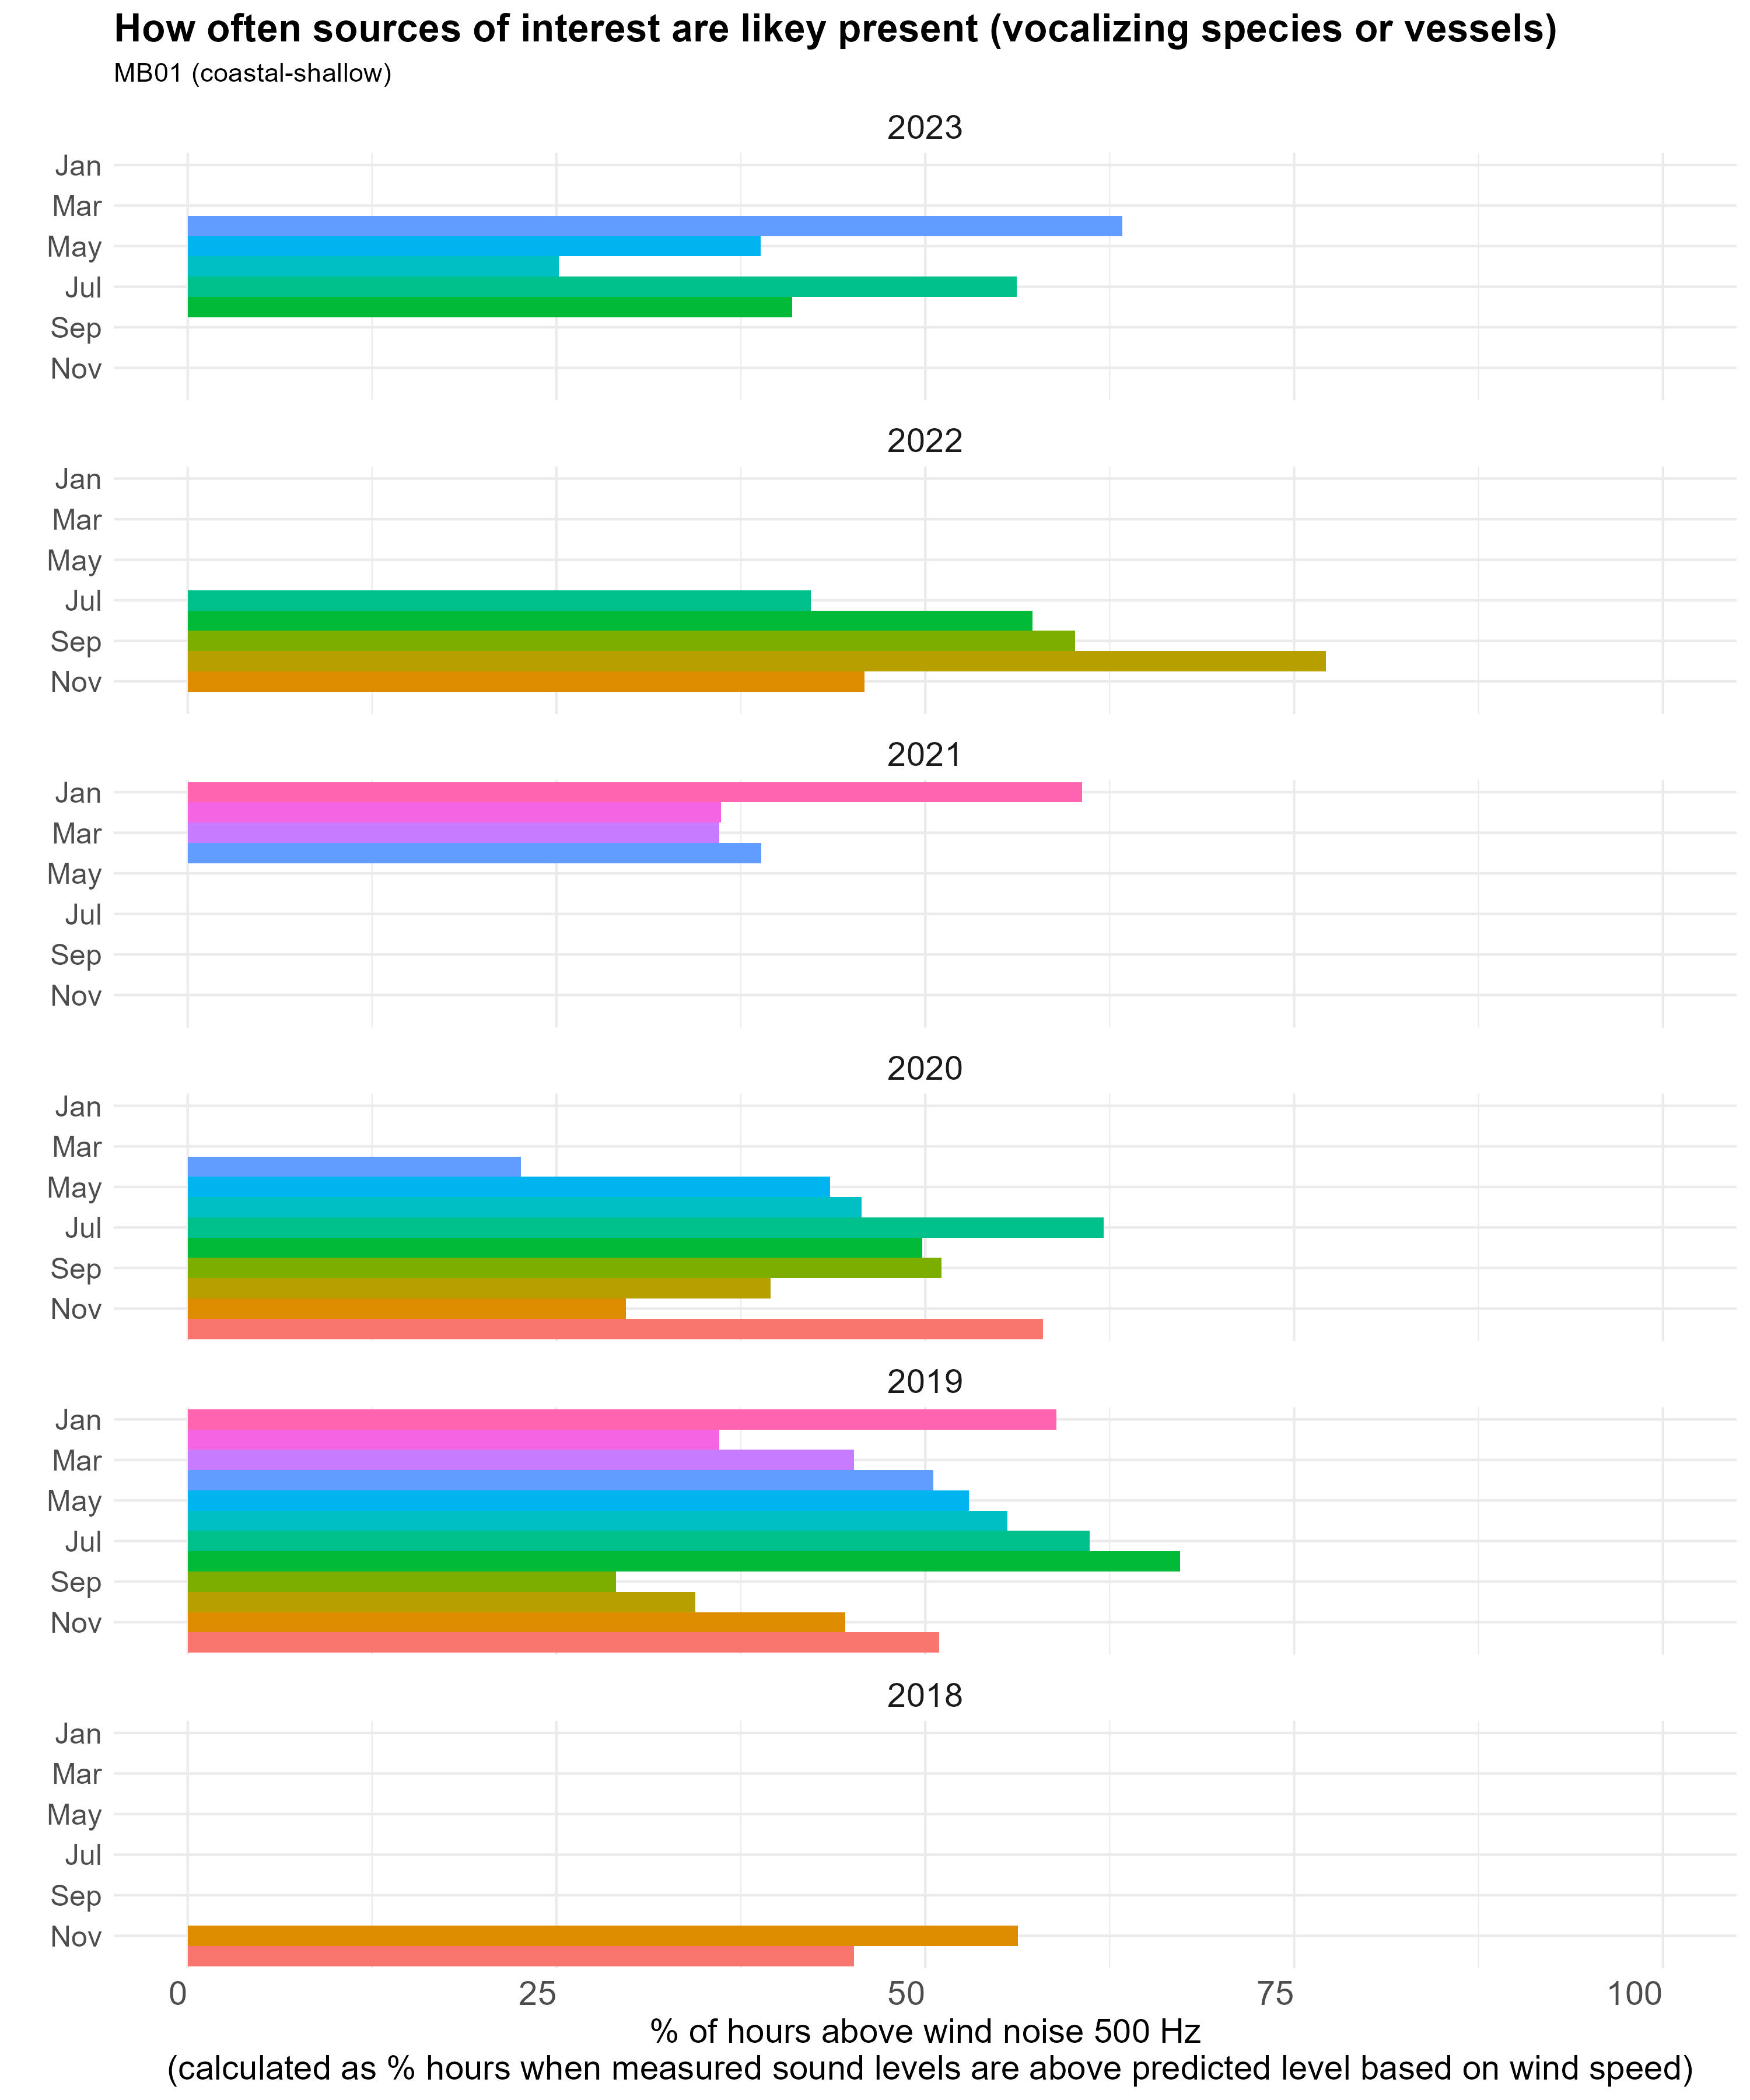 How often sources of interest are likey present (vocalizing species or vessels)
MB01 (coastal-shallow)
2023
Jan
Mar
May
Jul
Sep
Nov
2022
Jan
Mar
May
Jul
Sep
Nov
2021
Jan
Mar
May
Jul
Sep
Nov
2020
Jan
Mar
May
Jul
Sep
Nov
2019
Jan
Mar
May
Jul
Sep
Nov
2018
Jan
Mar
May
Jul
Sep
Nov
0 25 50 75 100
% of hours above wind noise 500 Hz
(calculated as % hours when measured sound levels are above predicted level based on wind speed)